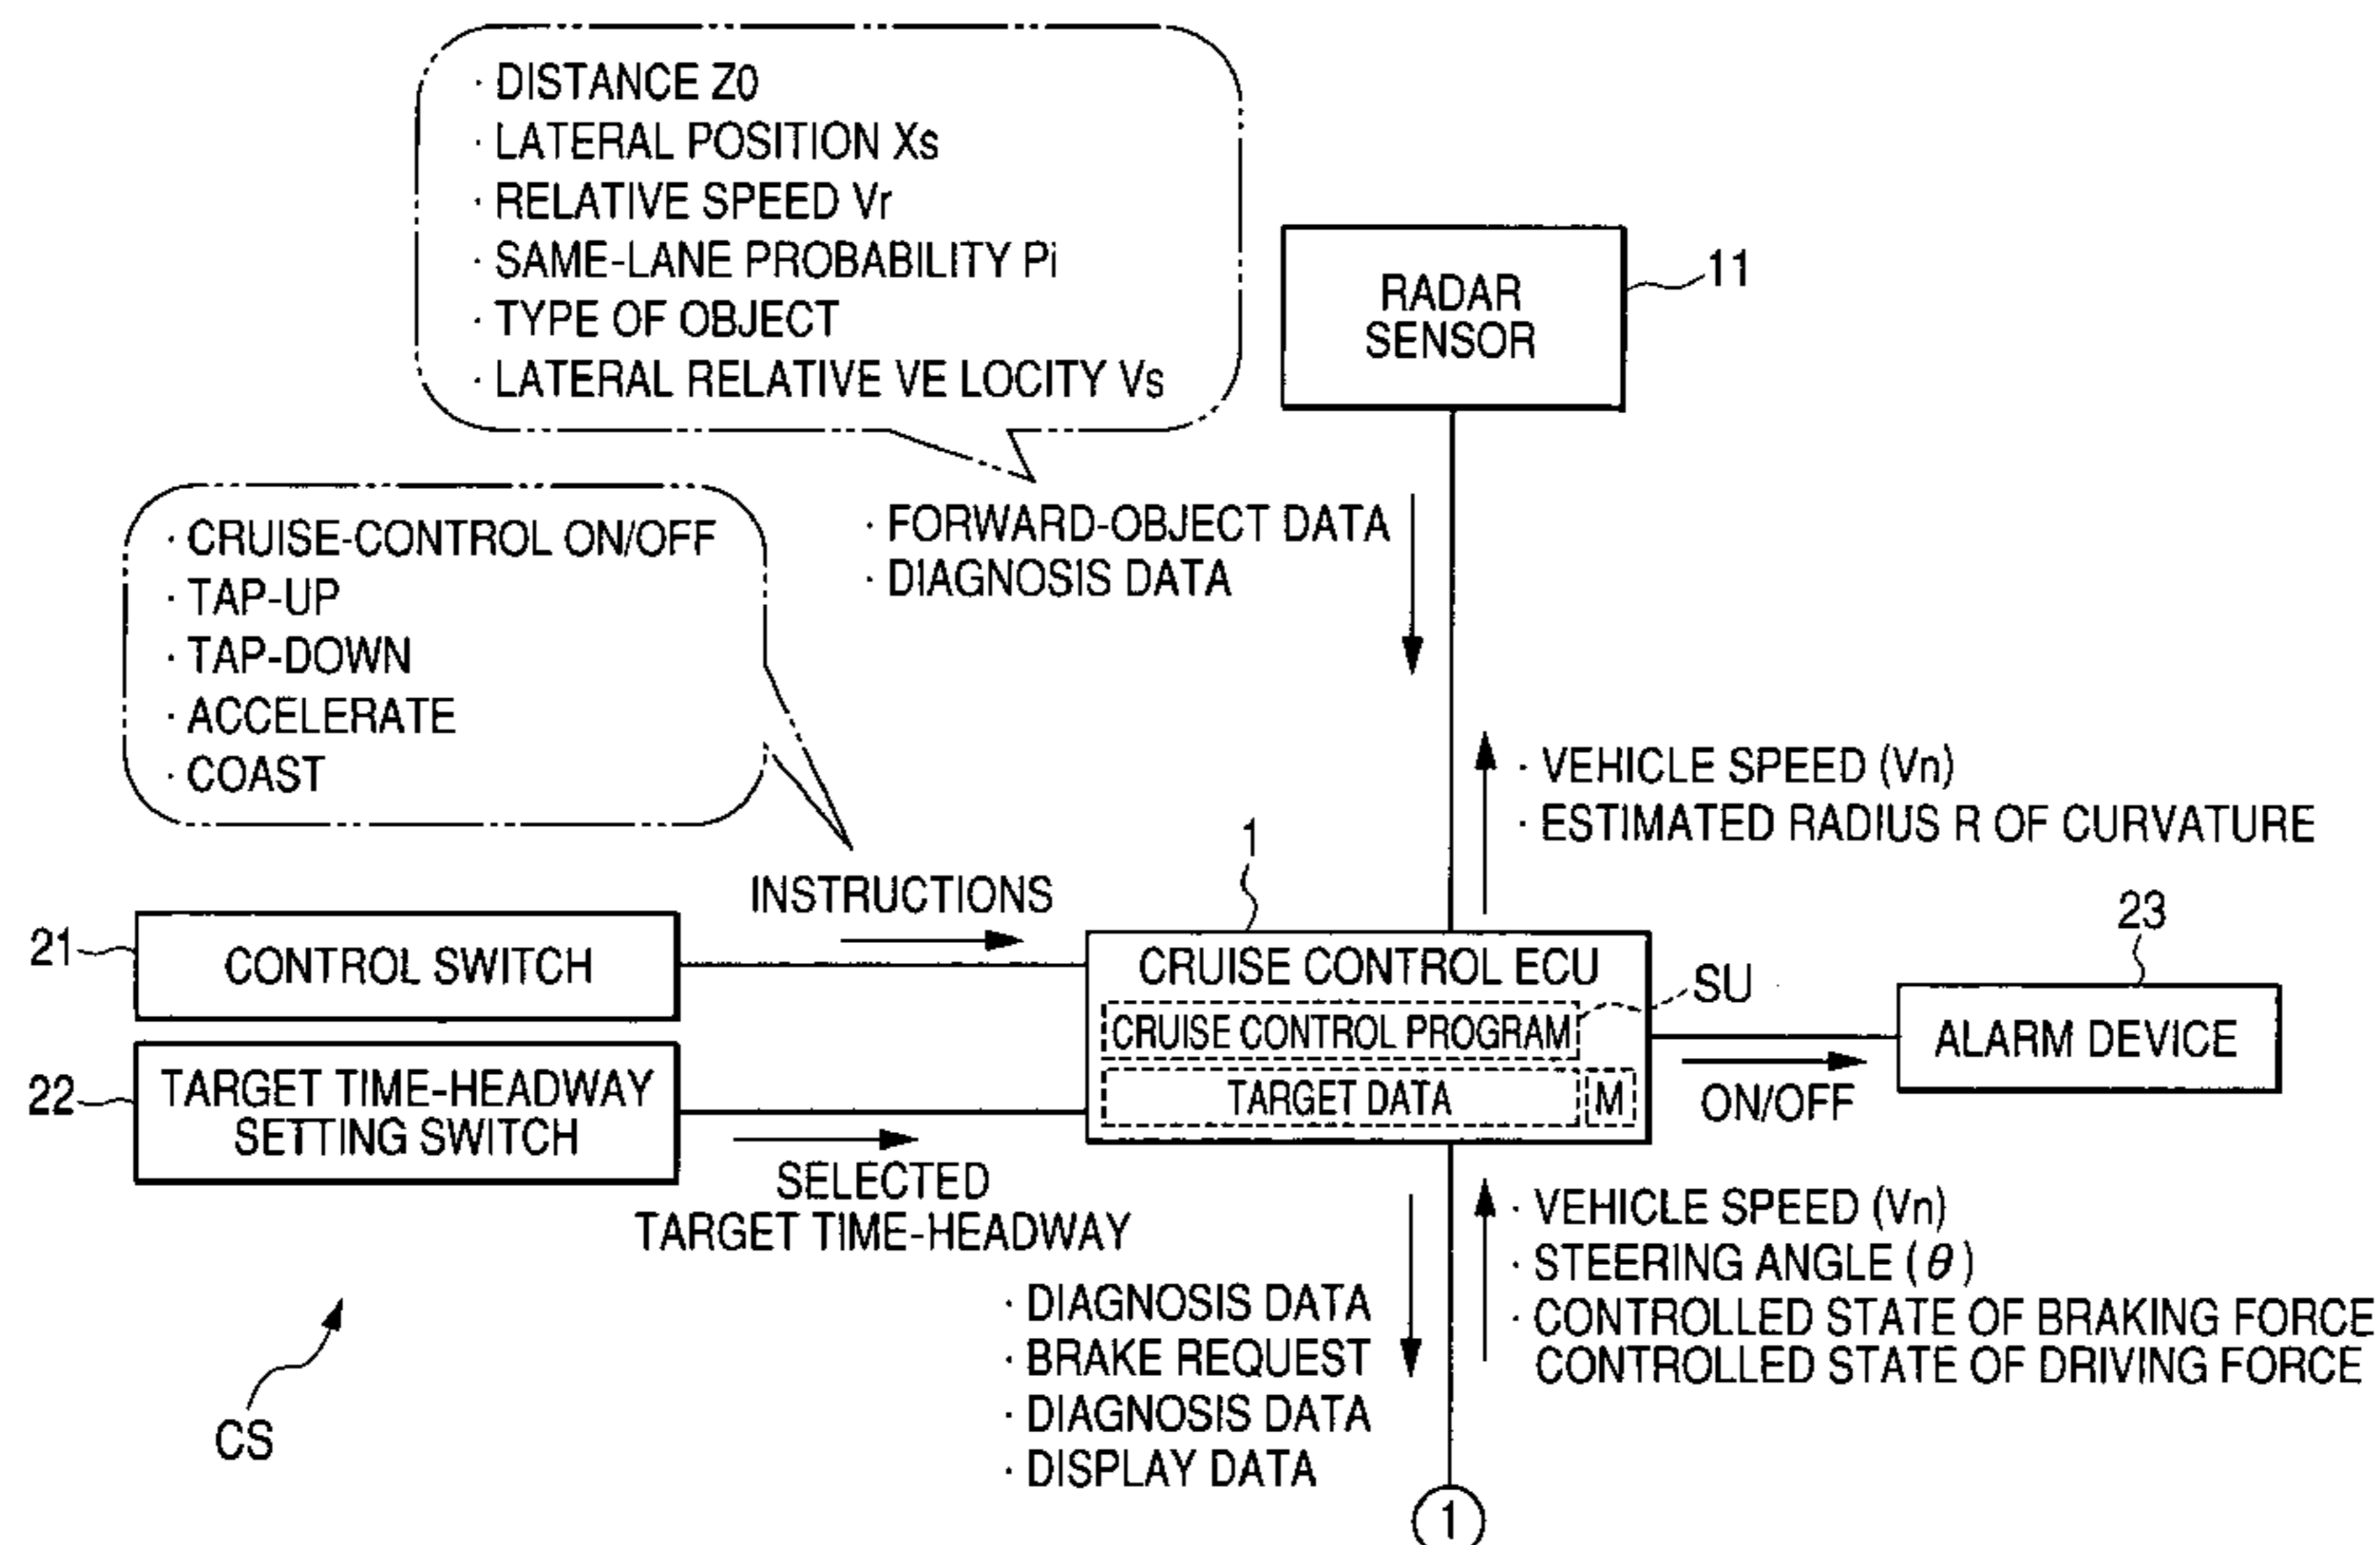 · DISTANCE Z0
· LATERAL POSITION Xs
· RELATIVE SPEED Vr
· SAME-LANE PROBABILITY Pi
· TYPE OF OBJECT
· LATERAL RELATIVE VE LOCITY Vs
RADAR
SENSOR
11
· FORWARD-OBJECT DATA
· DIAGNOSIS DATA
· CRUISE-CONTROL ON/OFF
· TAP-UP
· TAP-DOWN
· ACCELERATE
· COAST
· VEHICLE SPEED (Vn)
· ESTIMATED RADIUS R OF CURVATURE
INSTRUCTIONS
1
21
CONTROL SWITCH
CRUISE CONTROL ECU
SU
CRUISE CONTROL PROGRAM
TARGET DATA
M
23
ALARM DEVICE
ON/OFF
22
TARGET TIME-HEADWAY
SETTING SWITCH
SELECTED
TARGET TIME-HEADWAY
· VEHICLE SPEED (Vn)
· STEERING ANGLE (θ)
· CONTROLLED STATE OF BRAKING FORCE
CONTROLLED STATE OF DRIVING FORCE
· DIAGNOSIS DATA
· BRAKE REQUEST
· DIAGNOSIS DATA
· DISPLAY DATA
CS
1